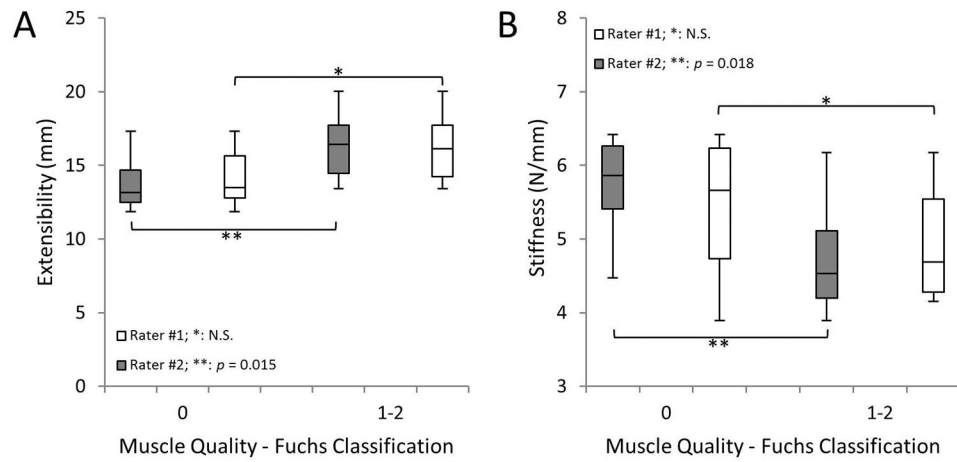 A
Extensibility (mm)
25
20
15
10
5
0
*
**
Rater #1; *: N.S.
Rater #2; **: p = 0.015
0
1-2
Muscle Quality - Fuchs Classification
B
Stiffness (N/mm)
8
7
6
5
4
3
Rater #1; *: N.S.
Rater #2; **: p = 0.018
*
**
0
1-2
Muscle Quality - Fuchs Classification